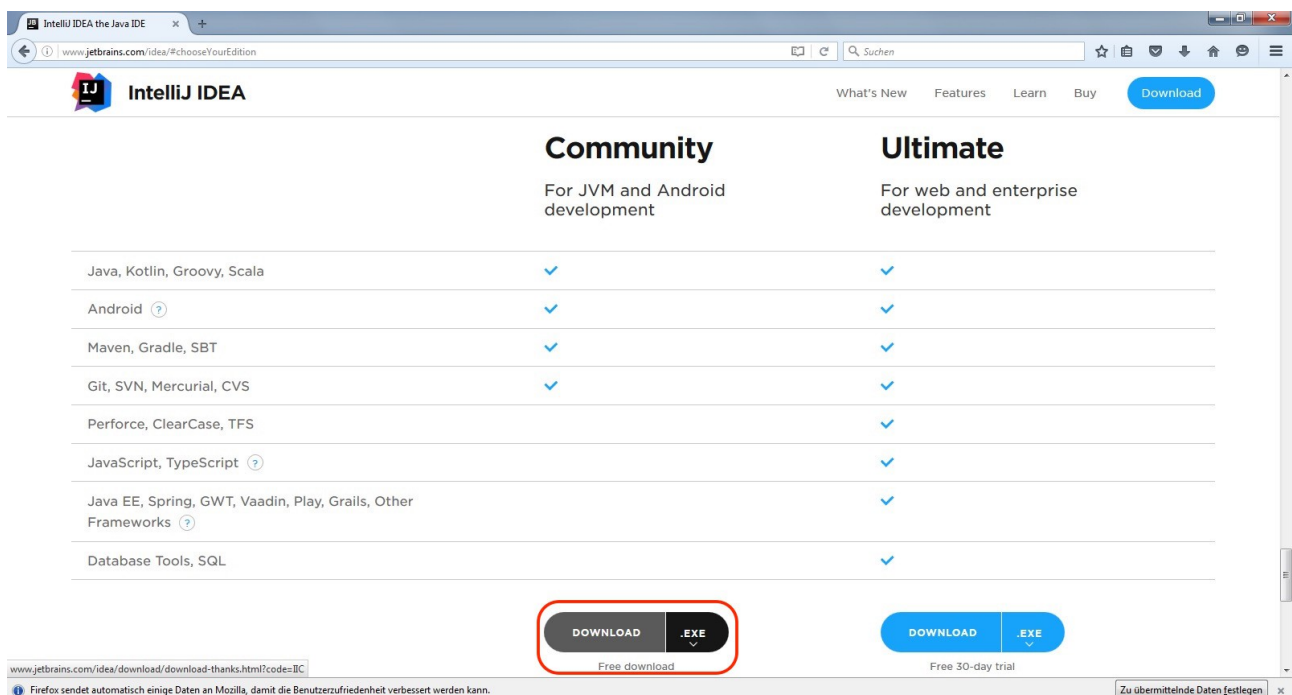 IntelliJ IDEA the Java IDE
www.jetbrains.com/idea/#chooseYourEdition
Suchen
IJ IntelliJ IDEA
What's New Features Learn Buy Download
Community Ultimate
For JVM and Android For web and enterprise
development development
Java, Kotlin, Groovy, Scala
Android ?
Maven, Gradle, SBT
Git, SVN, Mercurial, CVS
Perforce, ClearCase, TFS
JavaScript, TypeScript ?
Java EE, Spring, GWT, Vaadin, Play, Grails, Other
Frameworks ?
Database Tools, SQL
DOWNLOAD .EXE DOWNLOAD .EXE
Free download Free 30-day trial
www.jetbrains.com/idea/download/download-thanks.html?code=IIC
Firefox sendet automatisch einige Daten an Mozilla, damit die Benutzerzufriedenheit verbessert werden kann. Zu übermittelnde Daten festlegen